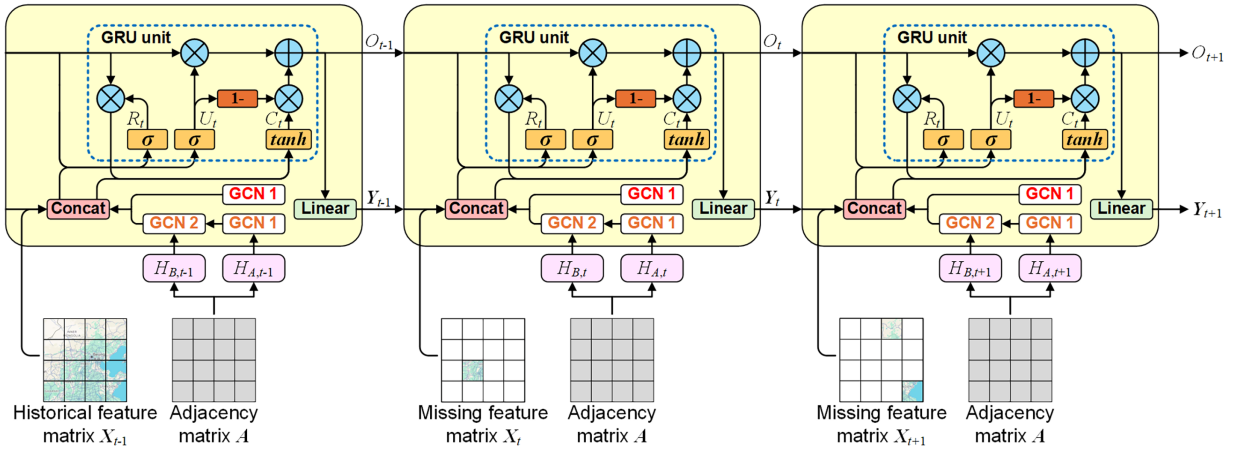 GRU unit
O_{t-1}
1-
R_t
U_t
C_t
σ
σ
tanh
GCN 1
Concat
GCN 2
GCN 1
Linear
Y_{t-1}
H_{B,t-1}
H_{A,t-1}
Historical feature
matrix X_{t-1}
Adjacency
matrix A
GRU unit
O_t
1-
R_t
U_t
C_t
σ
σ
tanh
GCN 1
Concat
GCN 2
GCN 1
Linear
Y_t
H_{B,t}
H_{A,t}
Missing feature
matrix X_t
Adjacency
matrix A
GRU unit
O_{t+1}
1-
R_t
U_t
C_t
σ
σ
tanh
GCN 1
Concat
GCN 2
GCN 1
Linear
Y_{t+1}
H_{B,t+1}
H_{A,t+1}
Missing feature
matrix X_{t+1}
Adjacency
matrix A